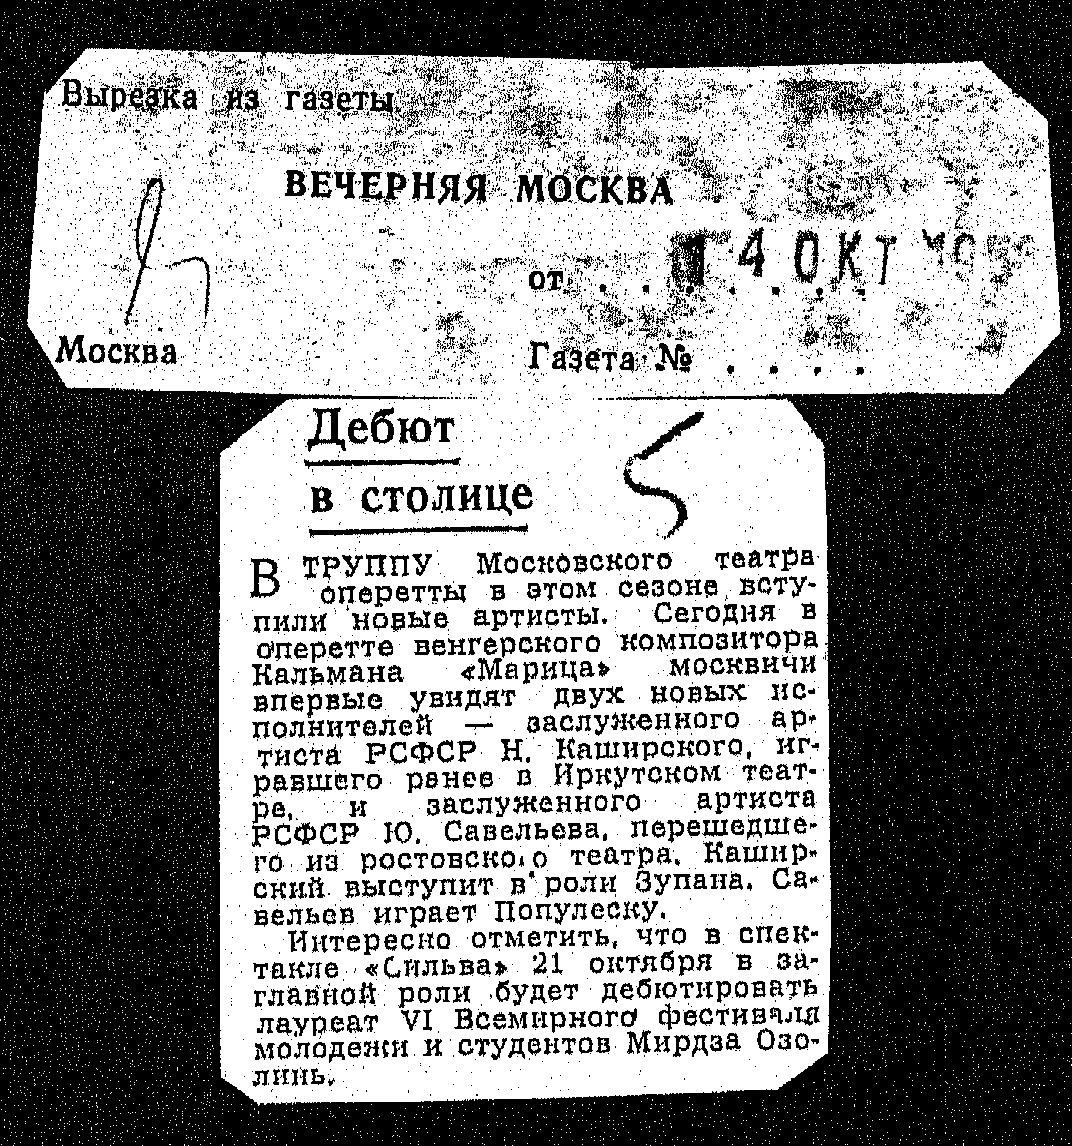 Вырезка из газеты
ВЕЧЕРНЯЯ МОСКВА
от . . 14 ОКТ
Москва
Газета № . . . .
Дебют
в столице
5
В ТРУППУ Московского театра
оперетты в этом сезоне всту-
пили новые артисты. Сегодня в
оперетте венгерского композитора
Кальмана «Марица» москвичи
впервые увидят двух новых ис-
полнителей — заслуженного ар-
тиста РСФСР Н. Каширского, иг-
равшего ранее в Иркутском теат-
ре, и заслуженного артиста
РСФСР Ю. Савельева, перешедше-
го из ростовского театра. Кашир-
ский выступит в роли Зупана. Са-
вельев играет Популеску.
Интересно отметить, что в спек-
такле «Сильва» 21 октября в за-
главной роли будет дебютировать
лауреат VI Всемирного фестиваля
молодежи и студентов Мирдза Озо-
линь.